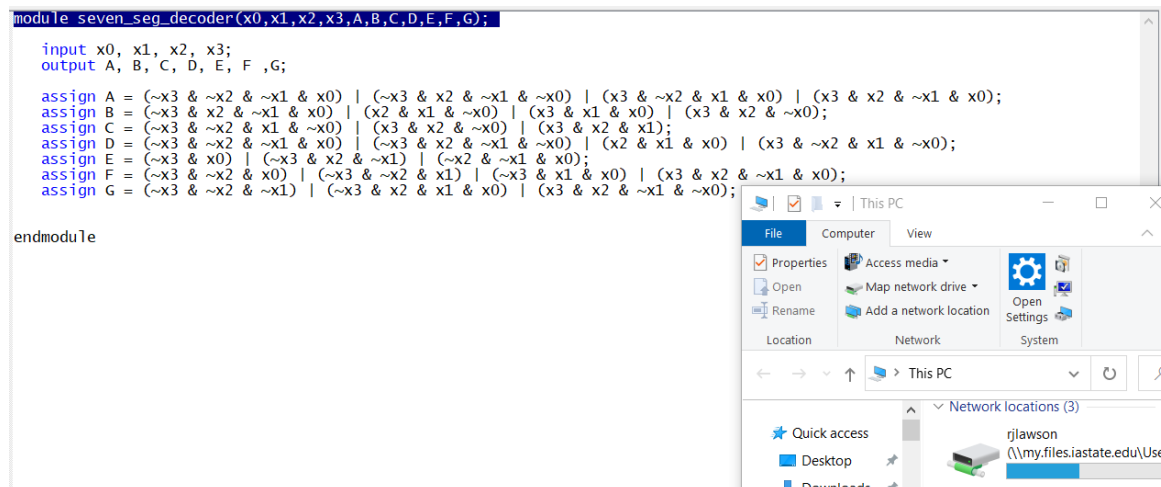 module seven_seg_decoder(x0,x1,x2,x3,A,B,C,D,E,F,G);
input x0, x1, x2, x3;
output A, B, C, D, E, F ,G;
assign A = (~x3 & ~x2 & ~x1 & x0) | (~x3 & x2 & ~x1 & ~x0) | (x3 & ~x2 & x1 & x0) | (x3 & x2 & ~x1 & x0);
assign B = (~x3 & x2 & ~x1 & x0) | (x2 & x1 & ~x0) | (x3 & x1 & x0) | (x3 & x2 & ~x0);
assign C = (~x3 & ~x2 & x1 & ~x0) | (x3 & x2 & ~x0) | (x3 & x2 & x1);
assign D = (~x3 & ~x2 & ~x1 & x0) | (~x3 & x2 & ~x1 & ~x0) | (x2 & x1 & x0) | (x3 & ~x2 & x1 & ~x0);
assign E = (~x3 & x0) | (~x3 & x2 & ~x1) | (~x2 & ~x1 & x0);
assign F = (~x3 & ~x2 & x0) | (~x3 & ~x2 & x1) | (~x3 & x1 & x0) | (x3 & x2 & ~x1 & x0);
assign G = (~x3 & ~x2 & ~x1) | (~x3 & x2 & x1 & x0) | (x3 & x2 & ~x1 & ~x0);
endmodule
This PC
File Computer View
Properties Access media
Open Map network drive
Rename Add a network location
Open
Settings
Location Network System
This PC
Network locations (3)
Quick access
rjlawson
(\\my.files.iastate.edu\Use
Desktop
Downloads